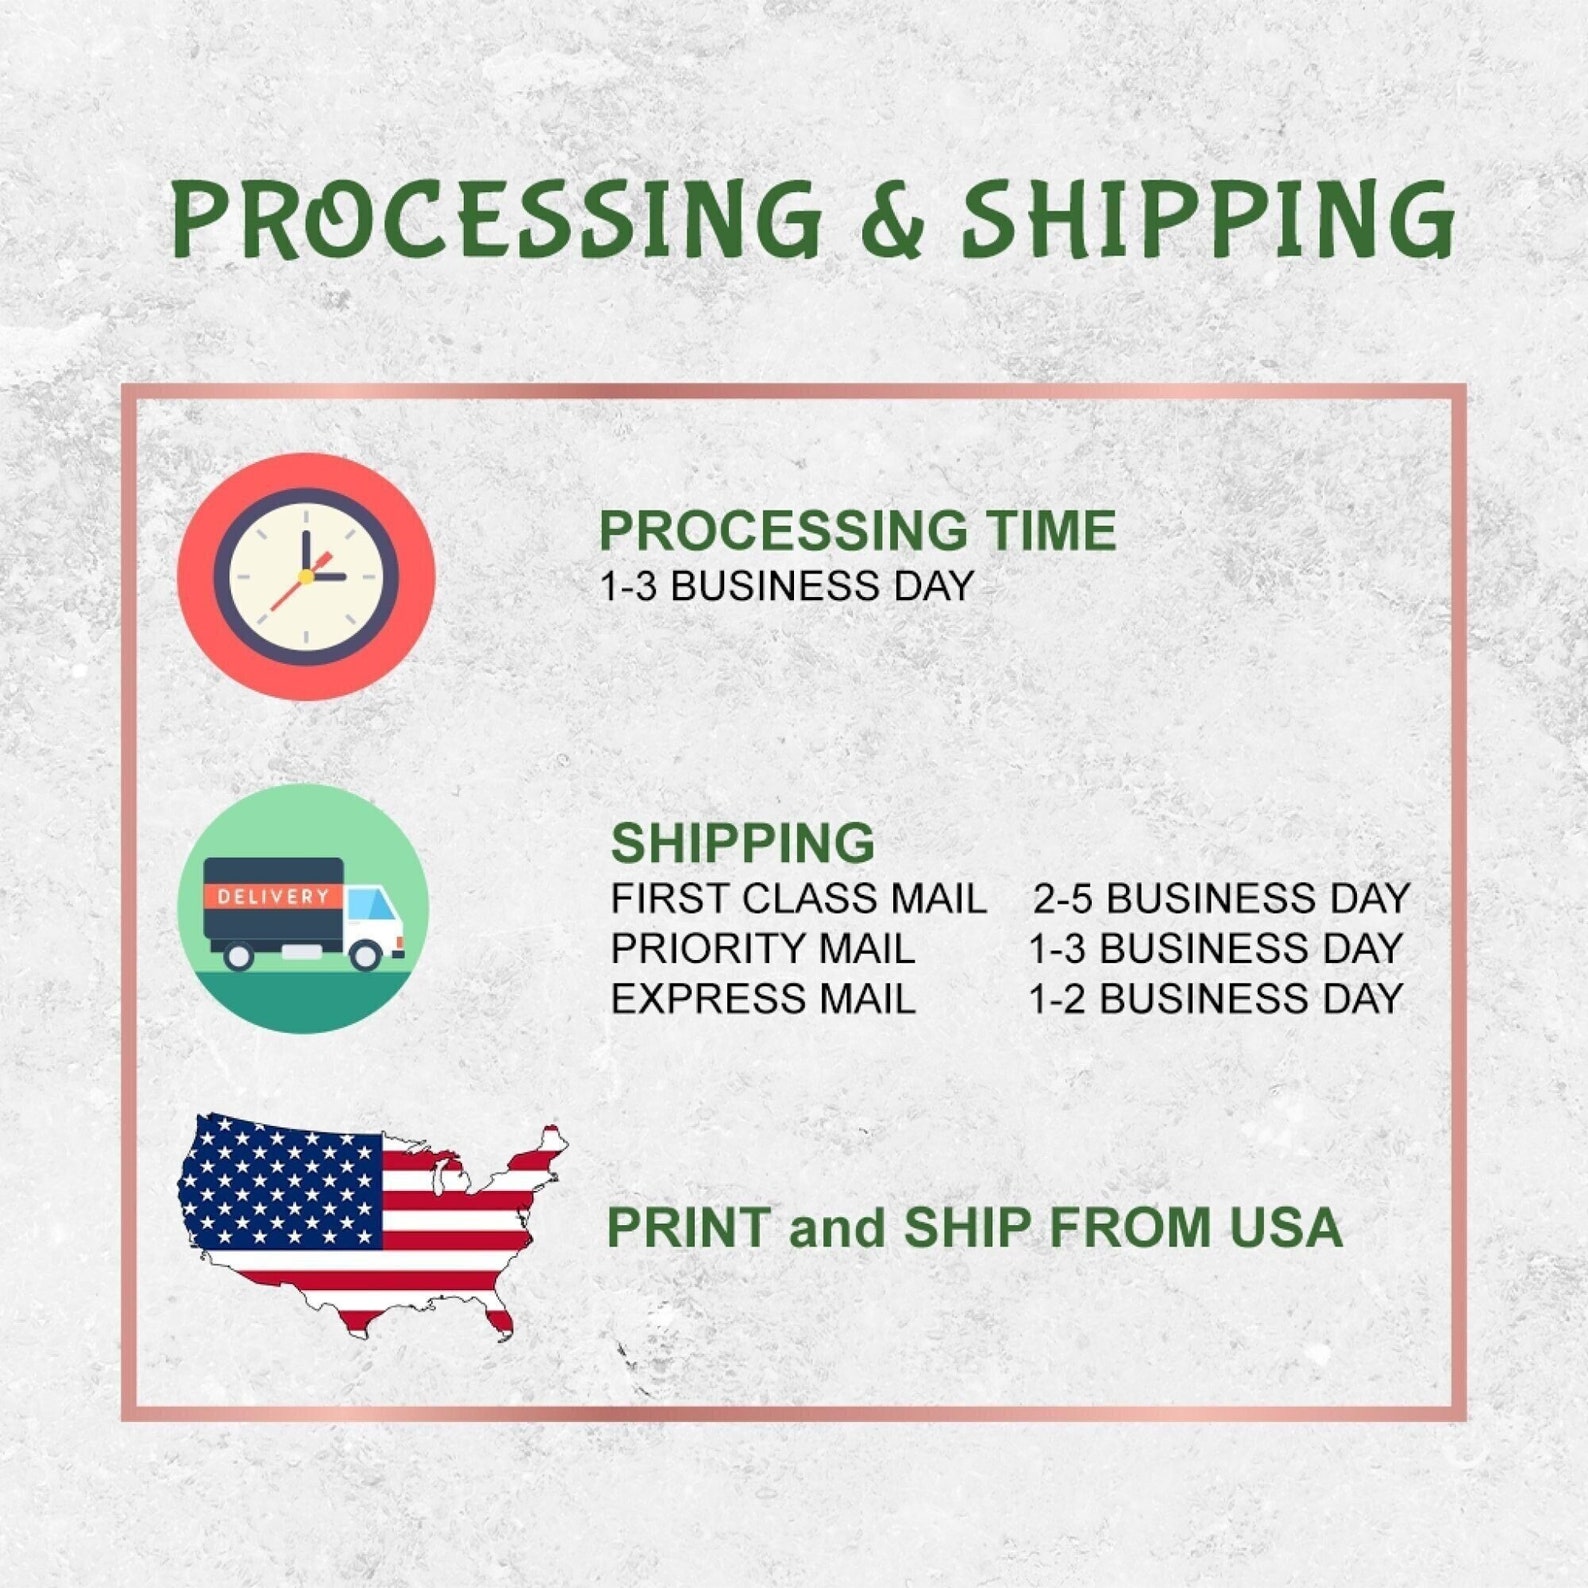 PROCESSING & SHIPPING
PROCESSING TIME
1-3 BUSINESS DAY
DELIVERY
SHIPPING
FIRST CLASS MAIL 2-5 BUSINESS DAY
PRIORITY MAIL 1-3 BUSINESS DAY
EXPRESS MAIL 1-2 BUSINESS DAY
PRINT and SHIP FROM USA